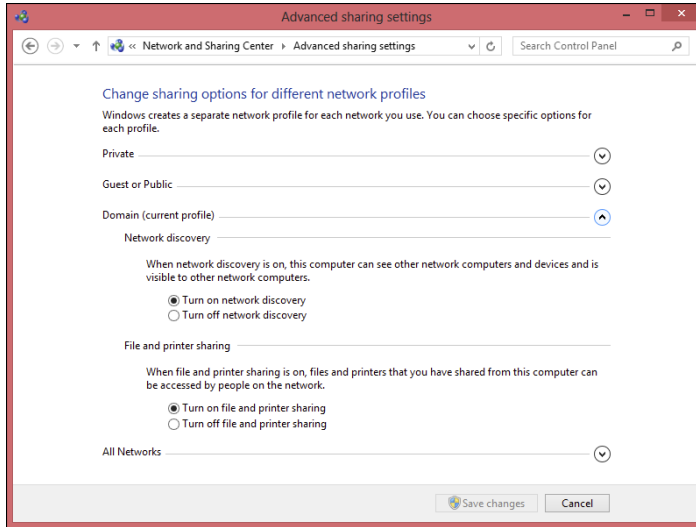 Advanced sharing settings
« Network and Sharing Center ▸ Advanced sharing settings Search Control Panel
Change sharing options for different network profiles
Windows creates a separate network profile for each network you use. You can choose specific options for
each profile.
Private
Guest or Public
Domain (current profile)
Network discovery
When network discovery is on, this computer can see other network computers and devices and is
visible to other network computers.
Turn on network discovery
Turn off network discovery
File and printer sharing
When file and printer sharing is on, files and printers that you have shared from this computer can
be accessed by people on the network.
Turn on file and printer sharing
Turn off file and printer sharing
All Networks
Save changes Cancel